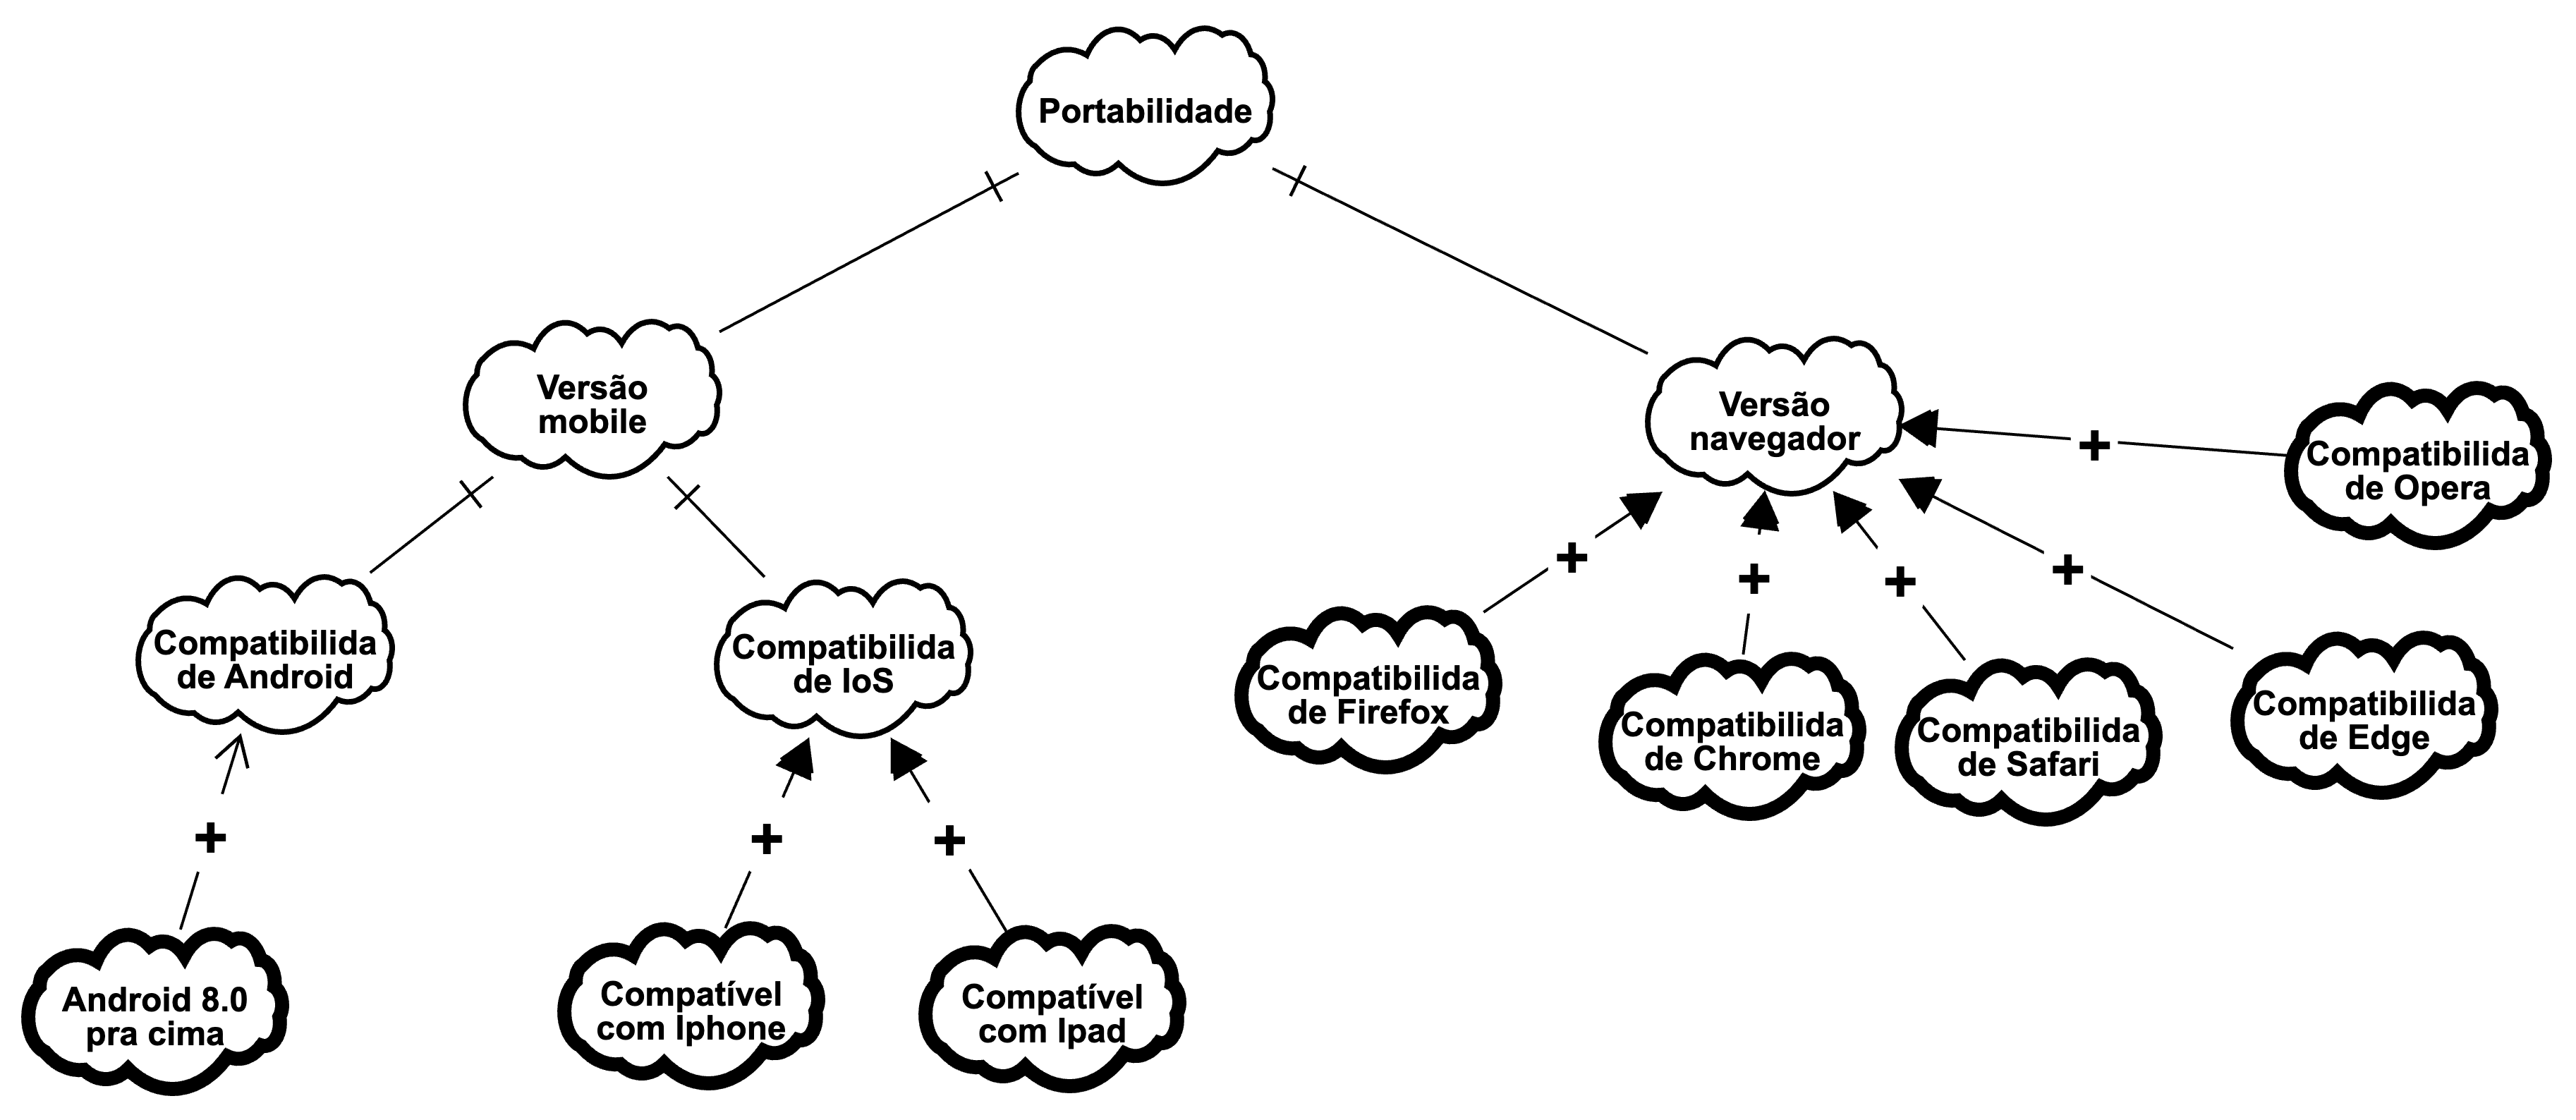 Portabilidade
Versão
mobile
Versão
navegador
Compatibilida
de Opera
Compatibilida
de Android
Compatibilida
de IoS
Compatibilida
de Firefox
Compatibilida
de Chrome
Compatibilida
de Safari
Compatibilida
de Edge
+
+
+
+
+
+
+
+
Android 8.0
pra cima
Compatível
com Iphone
Compatível
com Ipad